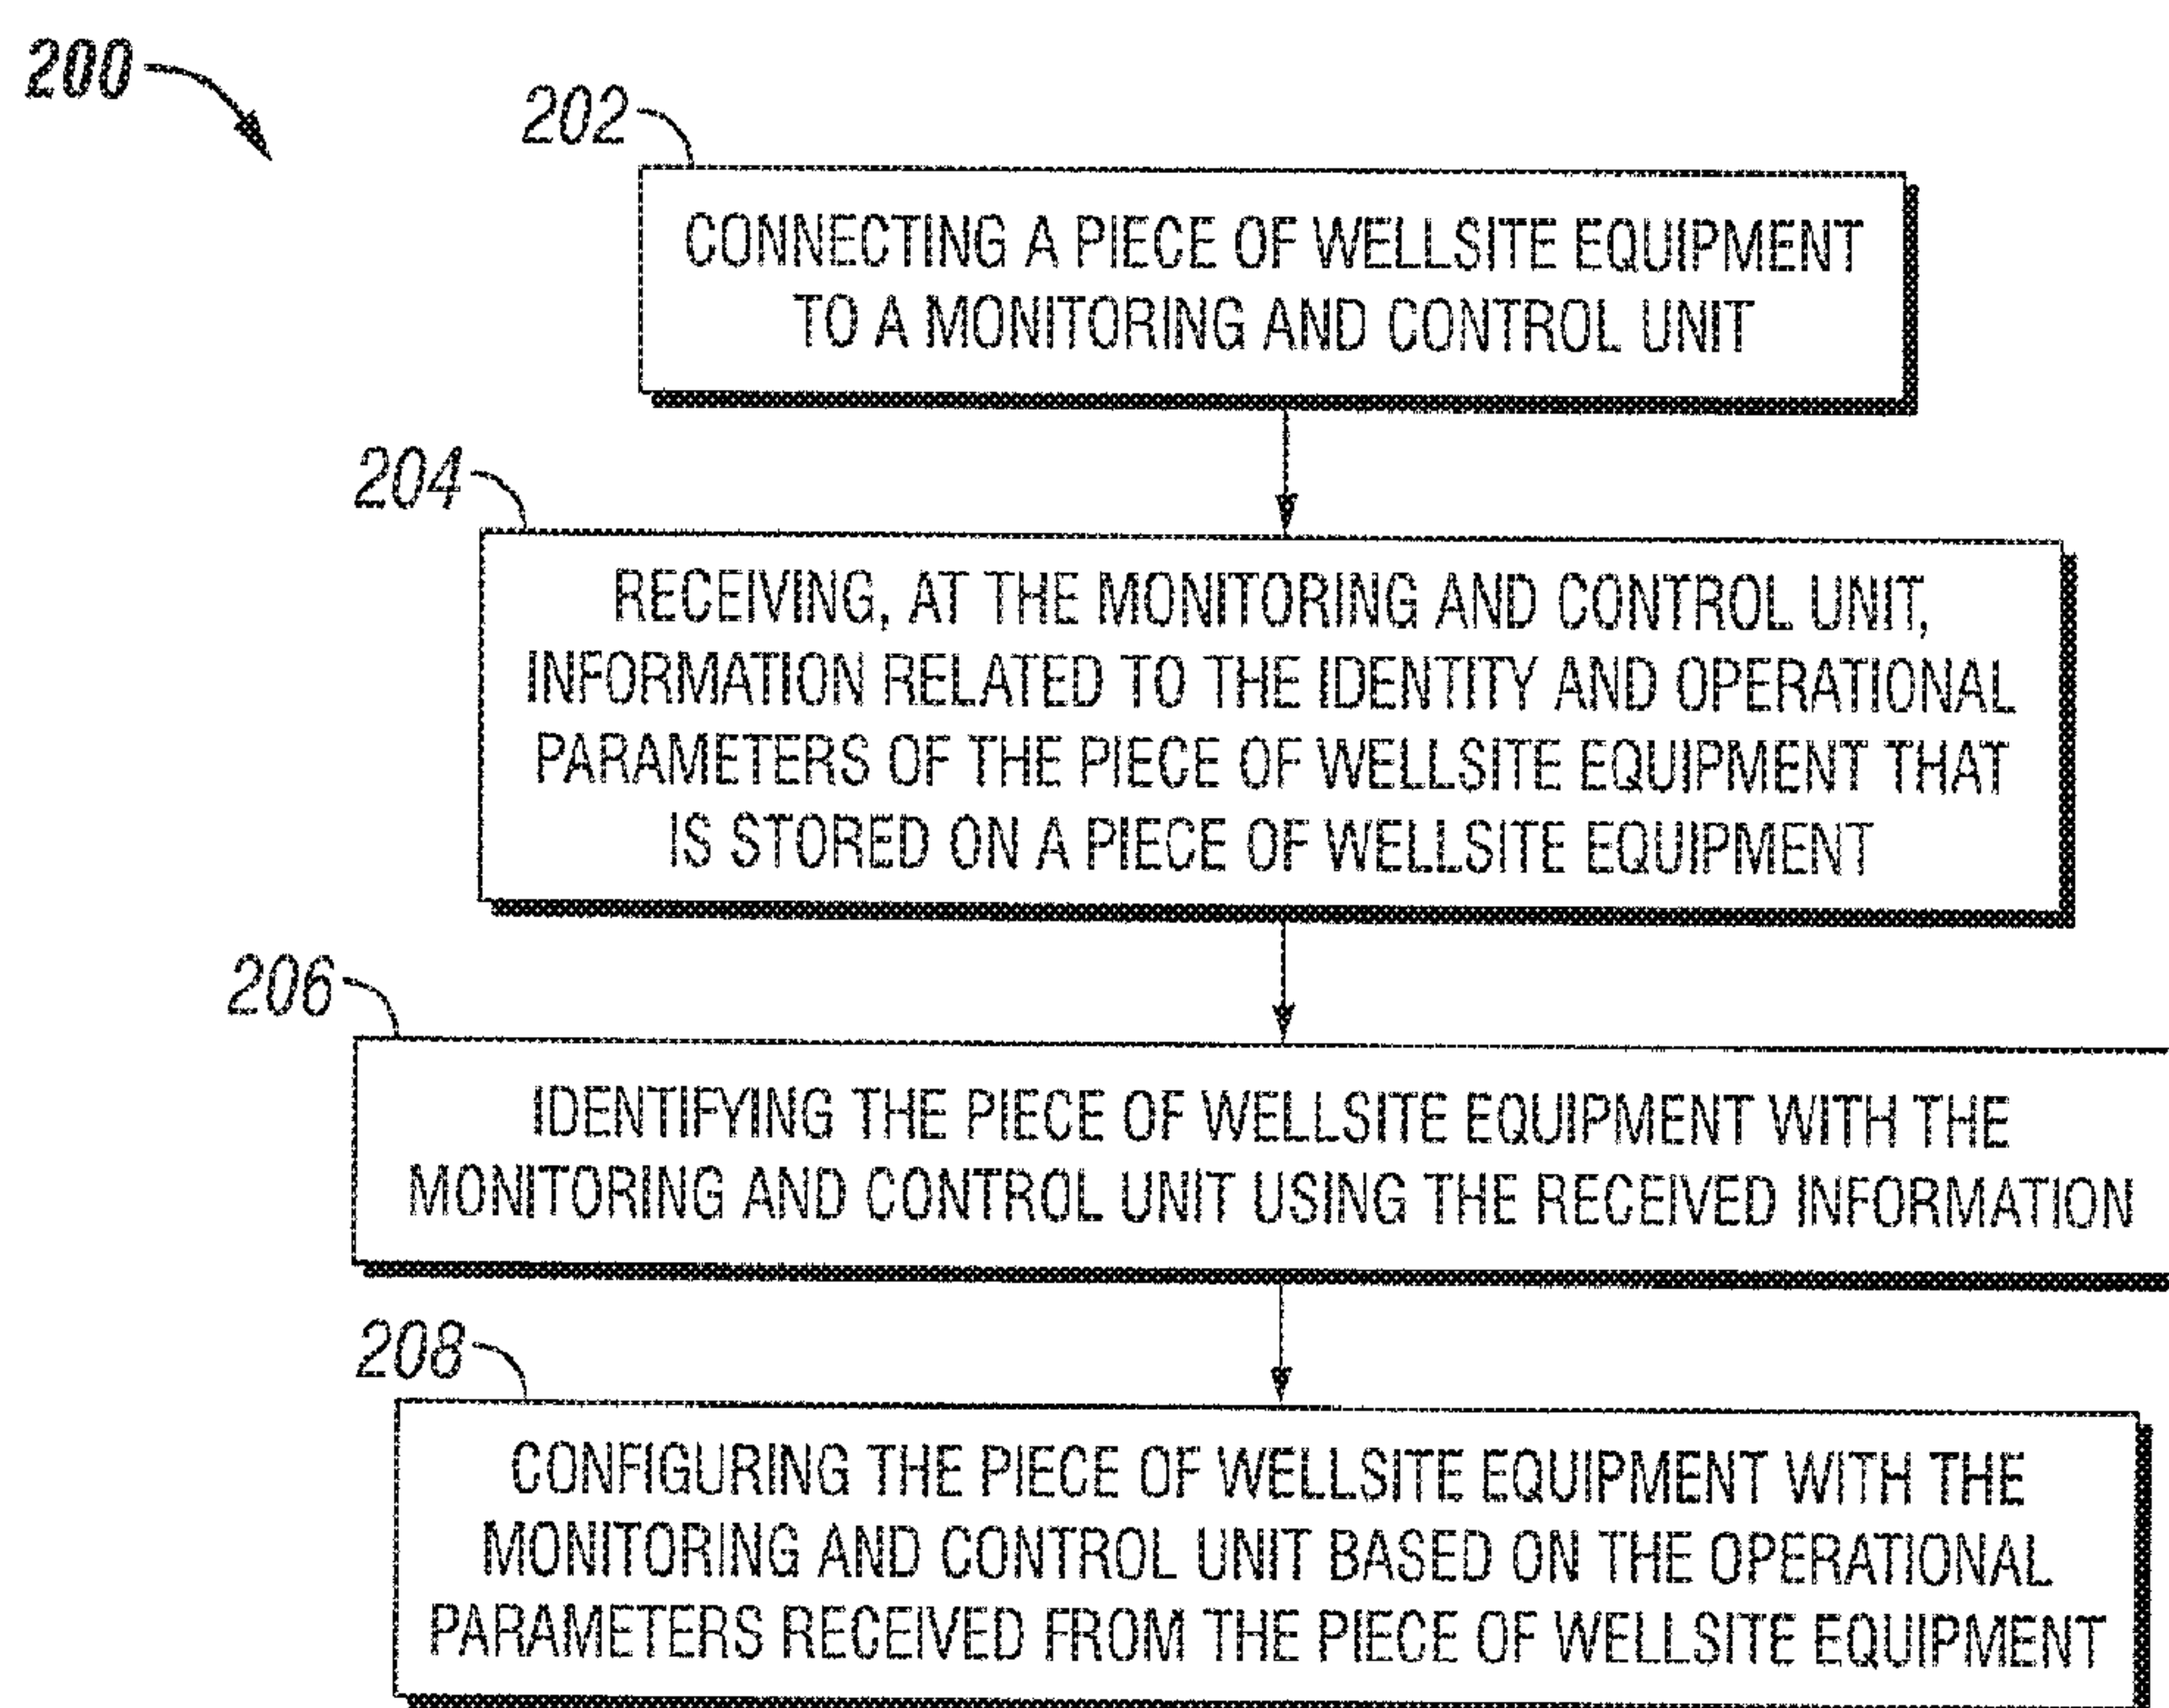 200
202
CONNECTING A PIECE OF WELLSITE EQUIPMENT
TO A MONITORING AND CONTROL UNIT
204
RECEIVING, AT THE MONITORING AND CONTROL UNIT,
INFORMATION RELATED TO THE IDENTITY AND OPERATIONAL
PARAMETERS OF THE PIECE OF WELLSITE EQUIPMENT THAT
IS STORED ON A PIECE OF WELLSITE EQUIPMENT
206
IDENTIFYING THE PIECE OF WELLSITE EQUIPMENT WITH THE
MONITORING AND CONTROL UNIT USING THE RECEIVED INFORMATION
208
CONFIGURING THE PIECE OF WELLSITE EQUIPMENT WITH THE
MONITORING AND CONTROL UNIT BASED ON THE OPERATIONAL
PARAMETERS RECEIVED FROM THE PIECE OF WELLSITE EQUIPMENT